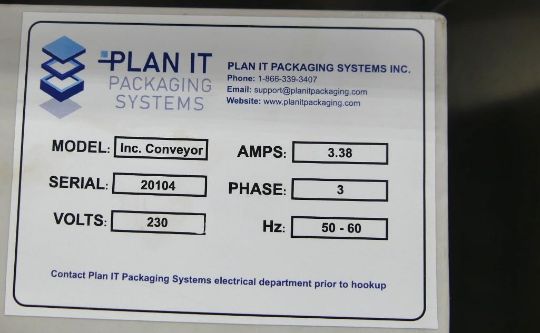 PLAN IT
PACKAGING
SYSTEMS
PLAN IT PACKAGING SYSTEMS INC.
Phone: 1-866-339-3407
Email: support@planitpackaging.com
Website: www.planitpackaging.com
MODEL: Inc. Conveyor
AMPS: 3.38
SERIAL: 20104
PHASE: 3
VOLTS: 230
Hz: 50 - 60
Contact Plan IT Packaging Systems electrical department prior to hookup